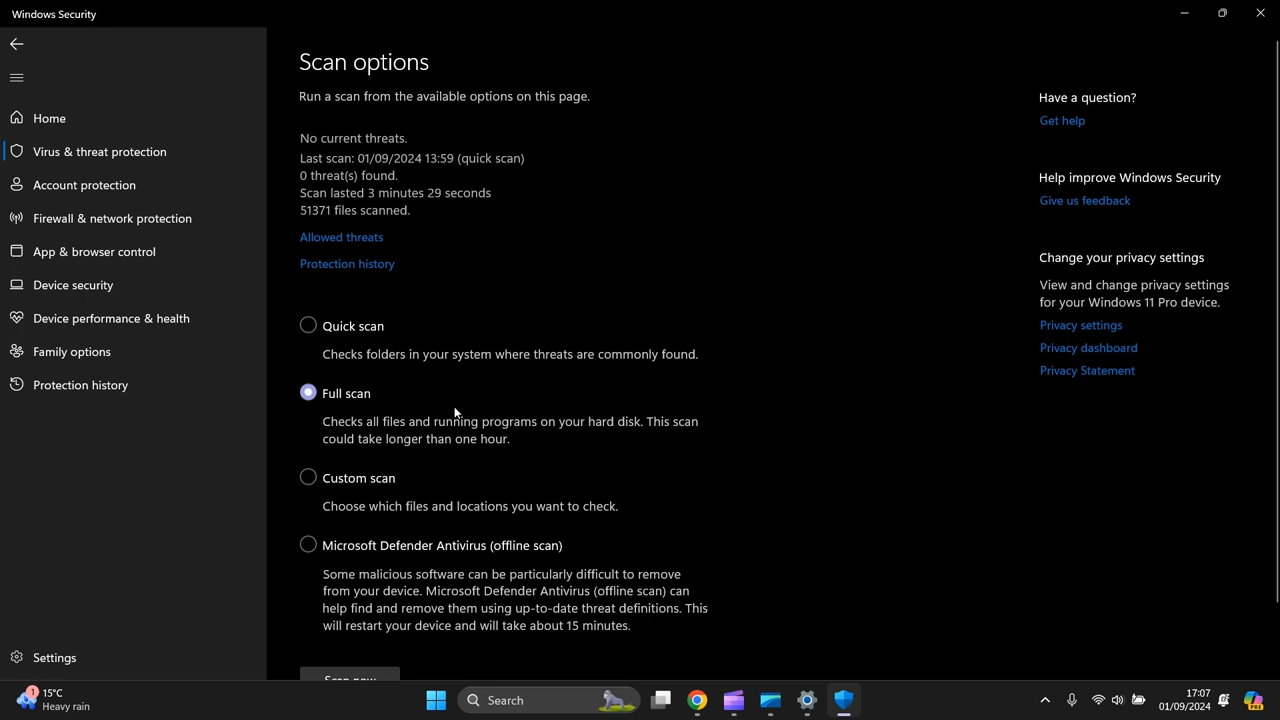 Windows Security
Home
Virus & threat protection
Account protection
Firewall & network protection
App & browser control
Device security
Device performance & health
Family options
Protection history
Settings
Scan options
Run a scan from the available options on this page.
No current threats.
Last scan: 01/09/2024 13:59 (quick scan)
0 threat(s) found.
Scan lasted 3 minutes 29 seconds
51371 files scanned.
Allowed threats
Protection history
Quick scan
Checks folders in your system where threats are commonly found.
Full scan
Checks all files and running programs on your hard disk. This scan
could take longer than one hour.
Custom scan
Choose which files and locations you want to check.
Microsoft Defender Antivirus (offline scan)
Some malicious software can be particularly difficult to remove
from your device. Microsoft Defender Antivirus (offline scan) can
help find and remove them using up-to-date threat definitions. This
will restart your device and will take about 15 minutes.
Scan now
Have a question?
Get help
Help improve Windows Security
Give us feedback
Change your privacy settings
View and change privacy settings
for your Windows 11 Pro device.
Privacy settings
Privacy dashboard
Privacy Statement
1
15°C
Heavy rain
Search
17:07
01/09/2024
PRE